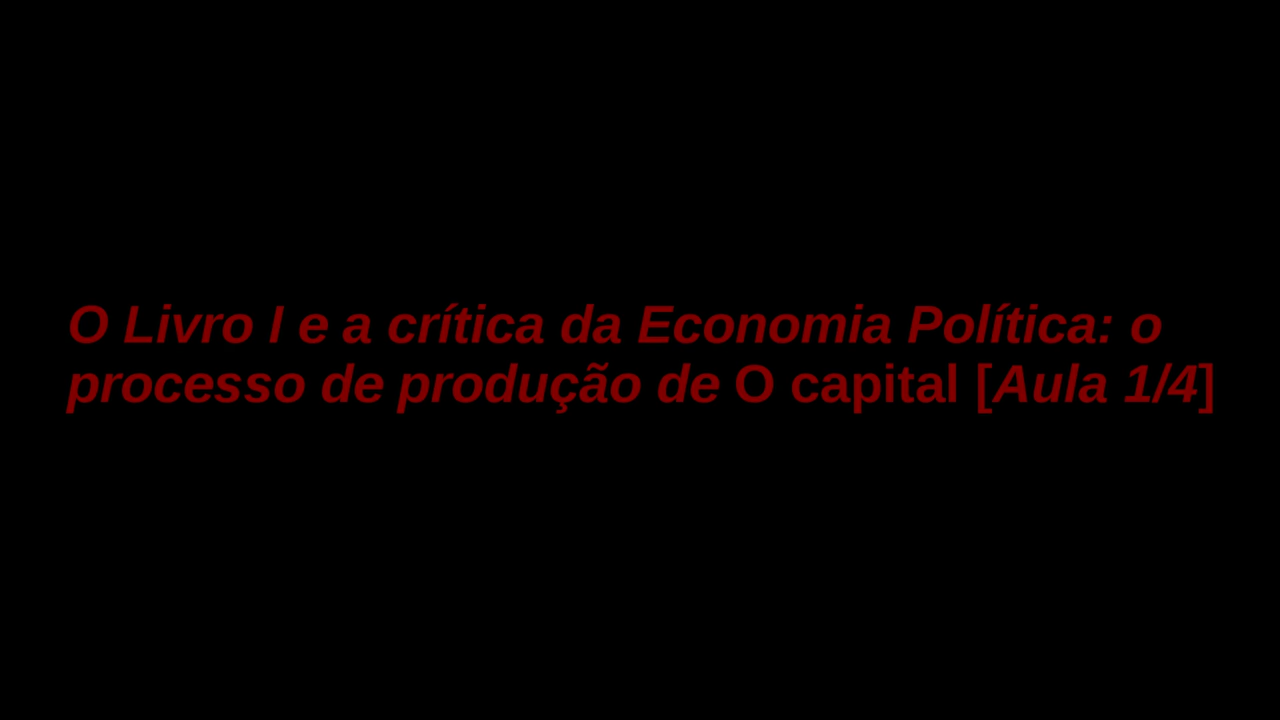 O Livro I e a crítica da Economia Política: o
processo de produção de O capital [Aula 1/4]